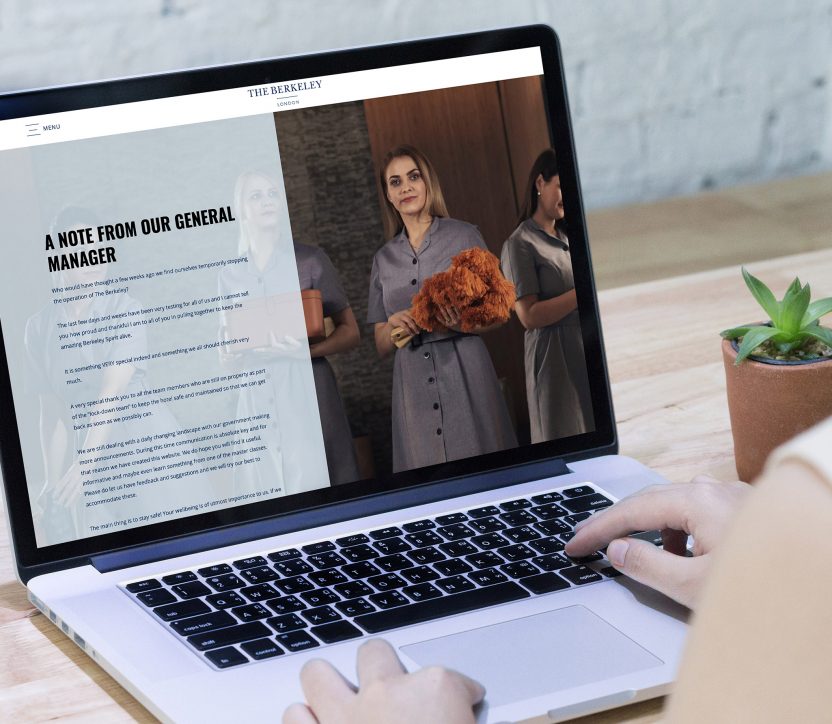 THE BERKELEY
LONDON
MENU
A NOTE FROM OUR GENERAL
MANAGER
Who would have thought a few weeks ago we find ourselves temporarily stopping
the operation of The Berkeley?
The last few days and weeks have been very testing for all of us and I cannot tell
you how proud and thankful I am to all of you in pulling together to keep the
amazing Berkeley Spirit alive.
It is something VERY special indeed and something we all should cherish very
much.
A very special thank you to all the team members who are still on property as part
of the "lock-down team" to keep the hotel safe and maintained so that we can get
back as soon as we possibly can.
We are still dealing with a daily changing landscape with our government making
more announcements. During this time communication is absolute key and for
that reason we have created this website. We do hope you will find it useful,
informative and maybe even learn something from one of the master classes.
Please do let us have feedback and suggestions and we will try our best to
accommodate these.
The main thing is to stay safe! Your wellbeing is of utmost importance to us. If we
esc
tab
caps lock
shift
fn
control
option
option